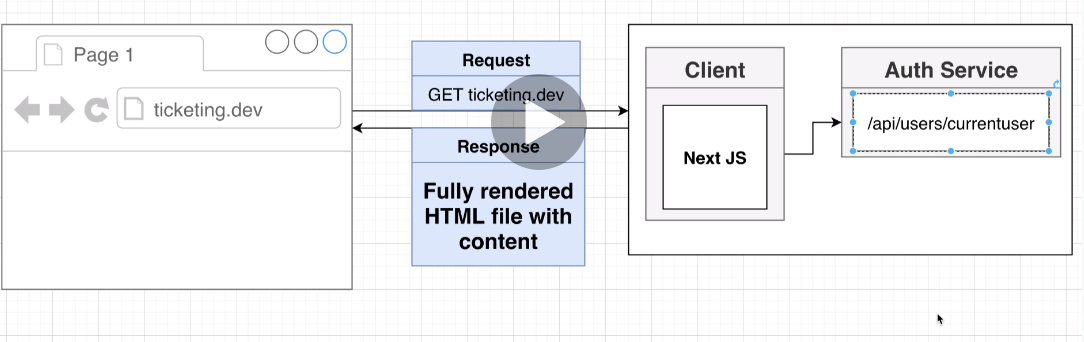 Page 1
ticketing.dev
Request
GET ticketing.dev
Response
Fully rendered
HTML file with
content
Client
Next JS
Auth Service
/api/users/currentuser